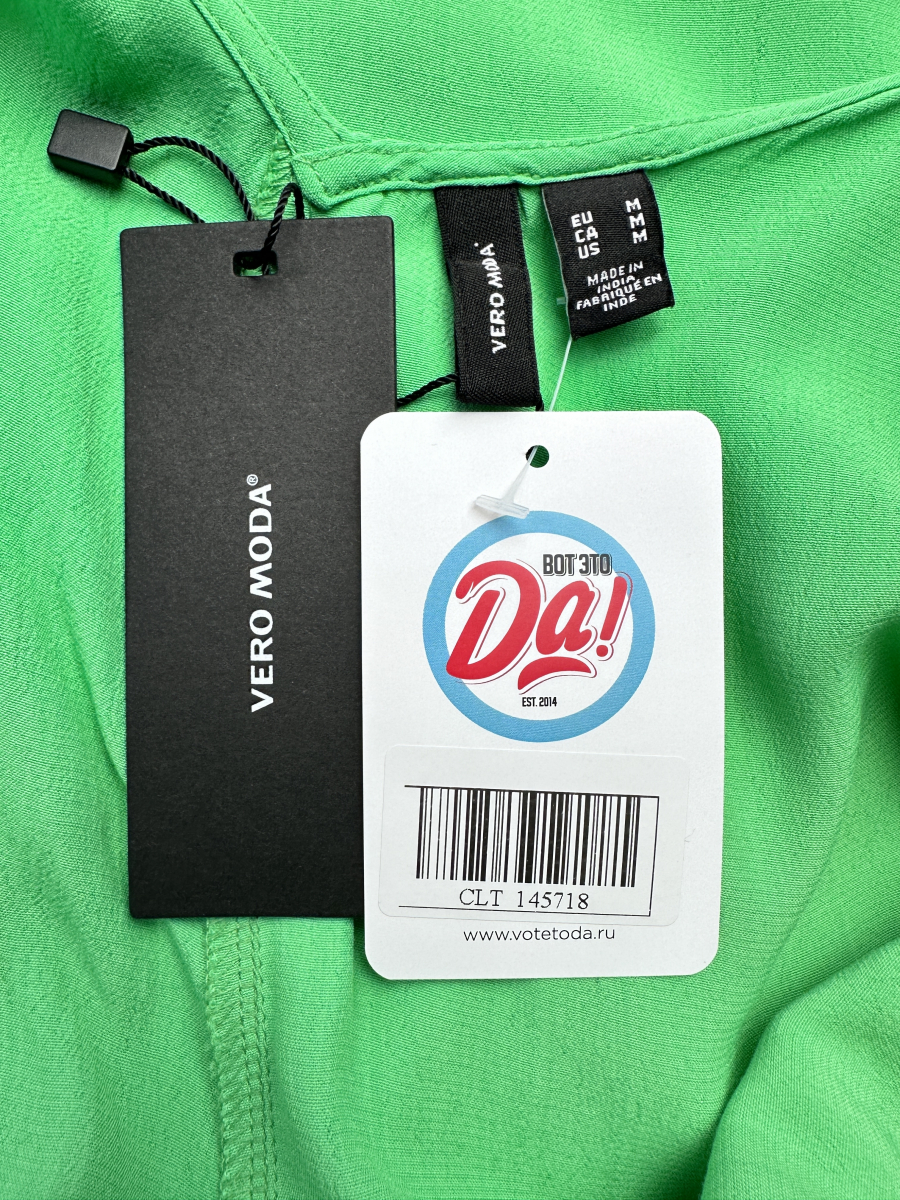 VERO MODA®
VERO MODA
EU M
CA M
US M
MADE IN
INDIA
FABRIQUÉ EN
INDE
ВОТ ЭТО
Да!
EST. 2014
CLT 145718
www.votetoda.ru